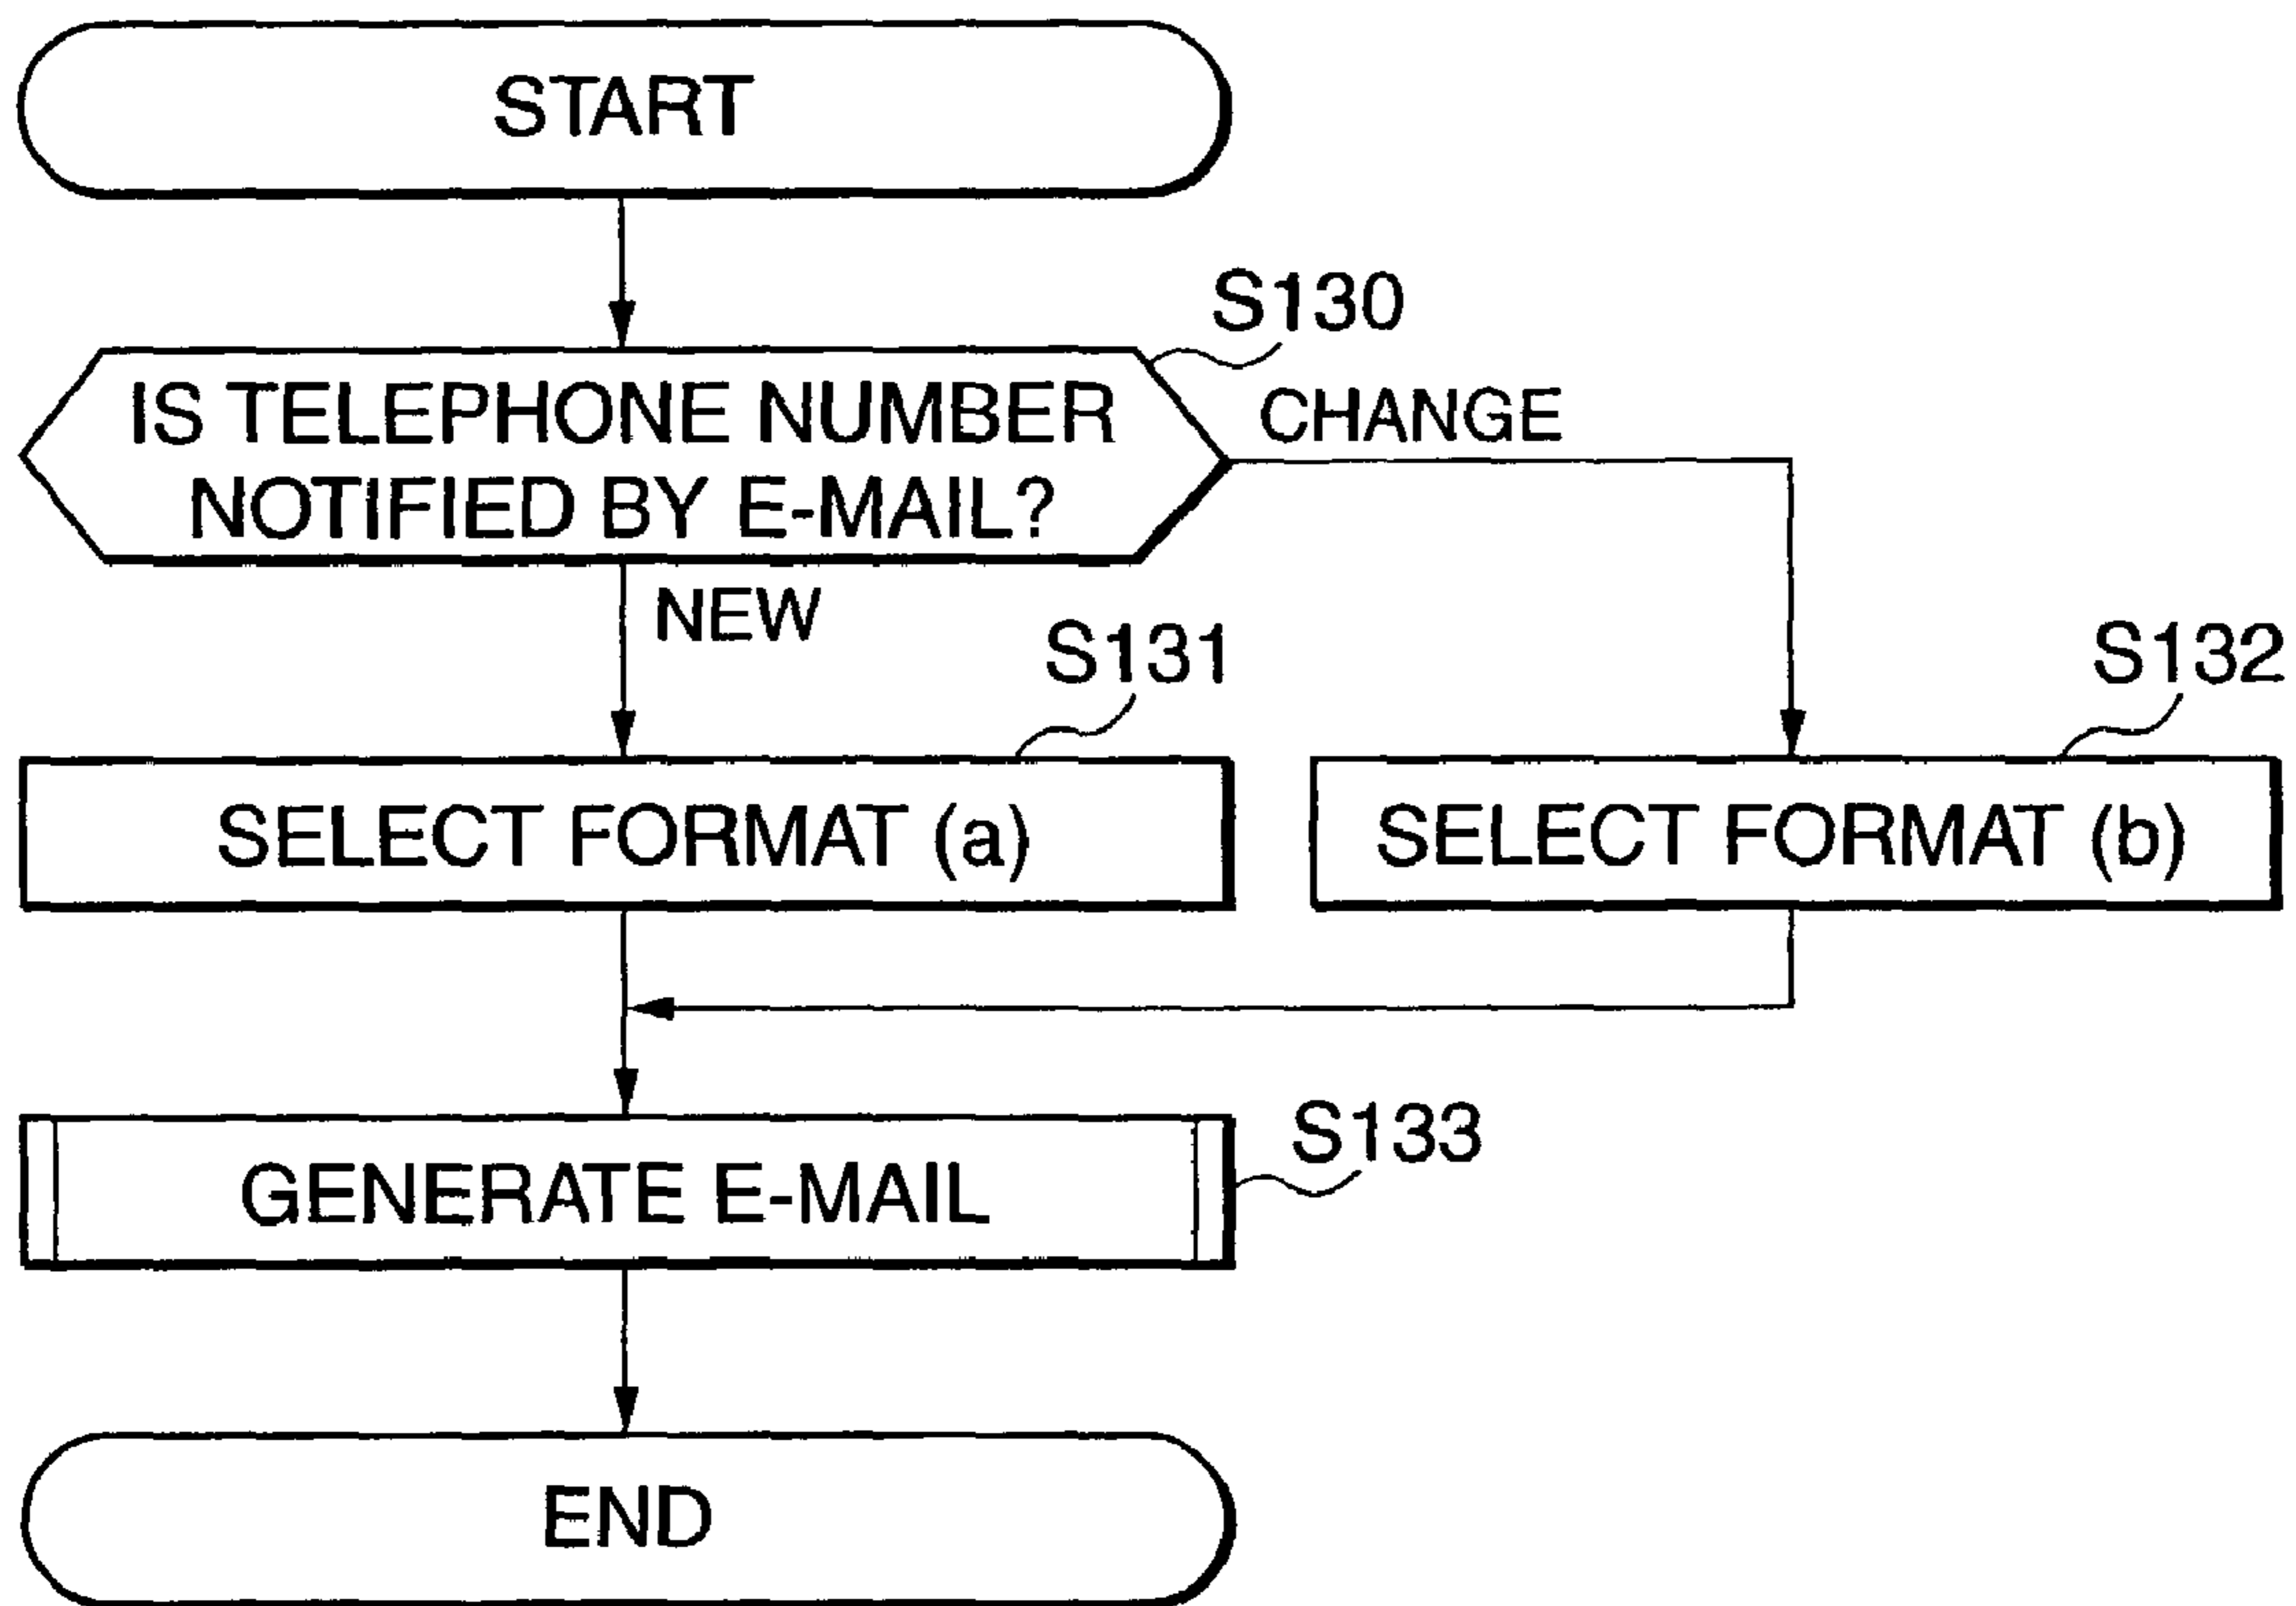 START
S130
IS TELEPHONE NUMBER
NOTIFIED BY E-MAIL?
CHANGE
NEW
S131
S132
SELECT FORMAT (a)
SELECT FORMAT (b)
S133
GENERATE E-MAIL
END